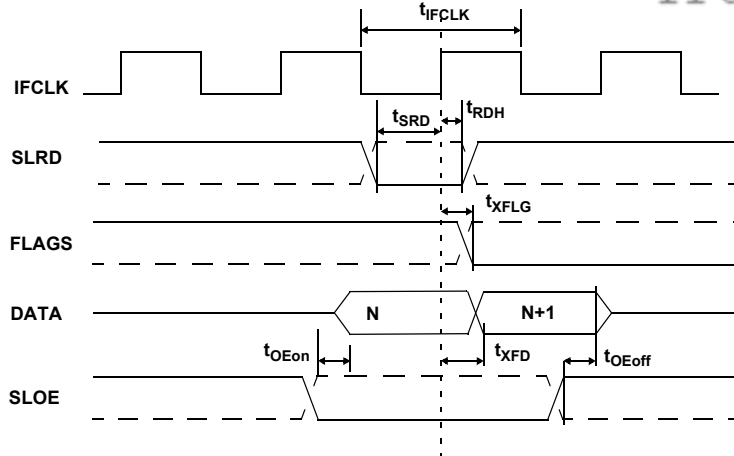 tIFCLK
IFCLK
tSRD
tRDH
SLRD
tXFLG
FLAGS
DATA
N
N+1
tOEon
tXFD
tOEoff
SLOE